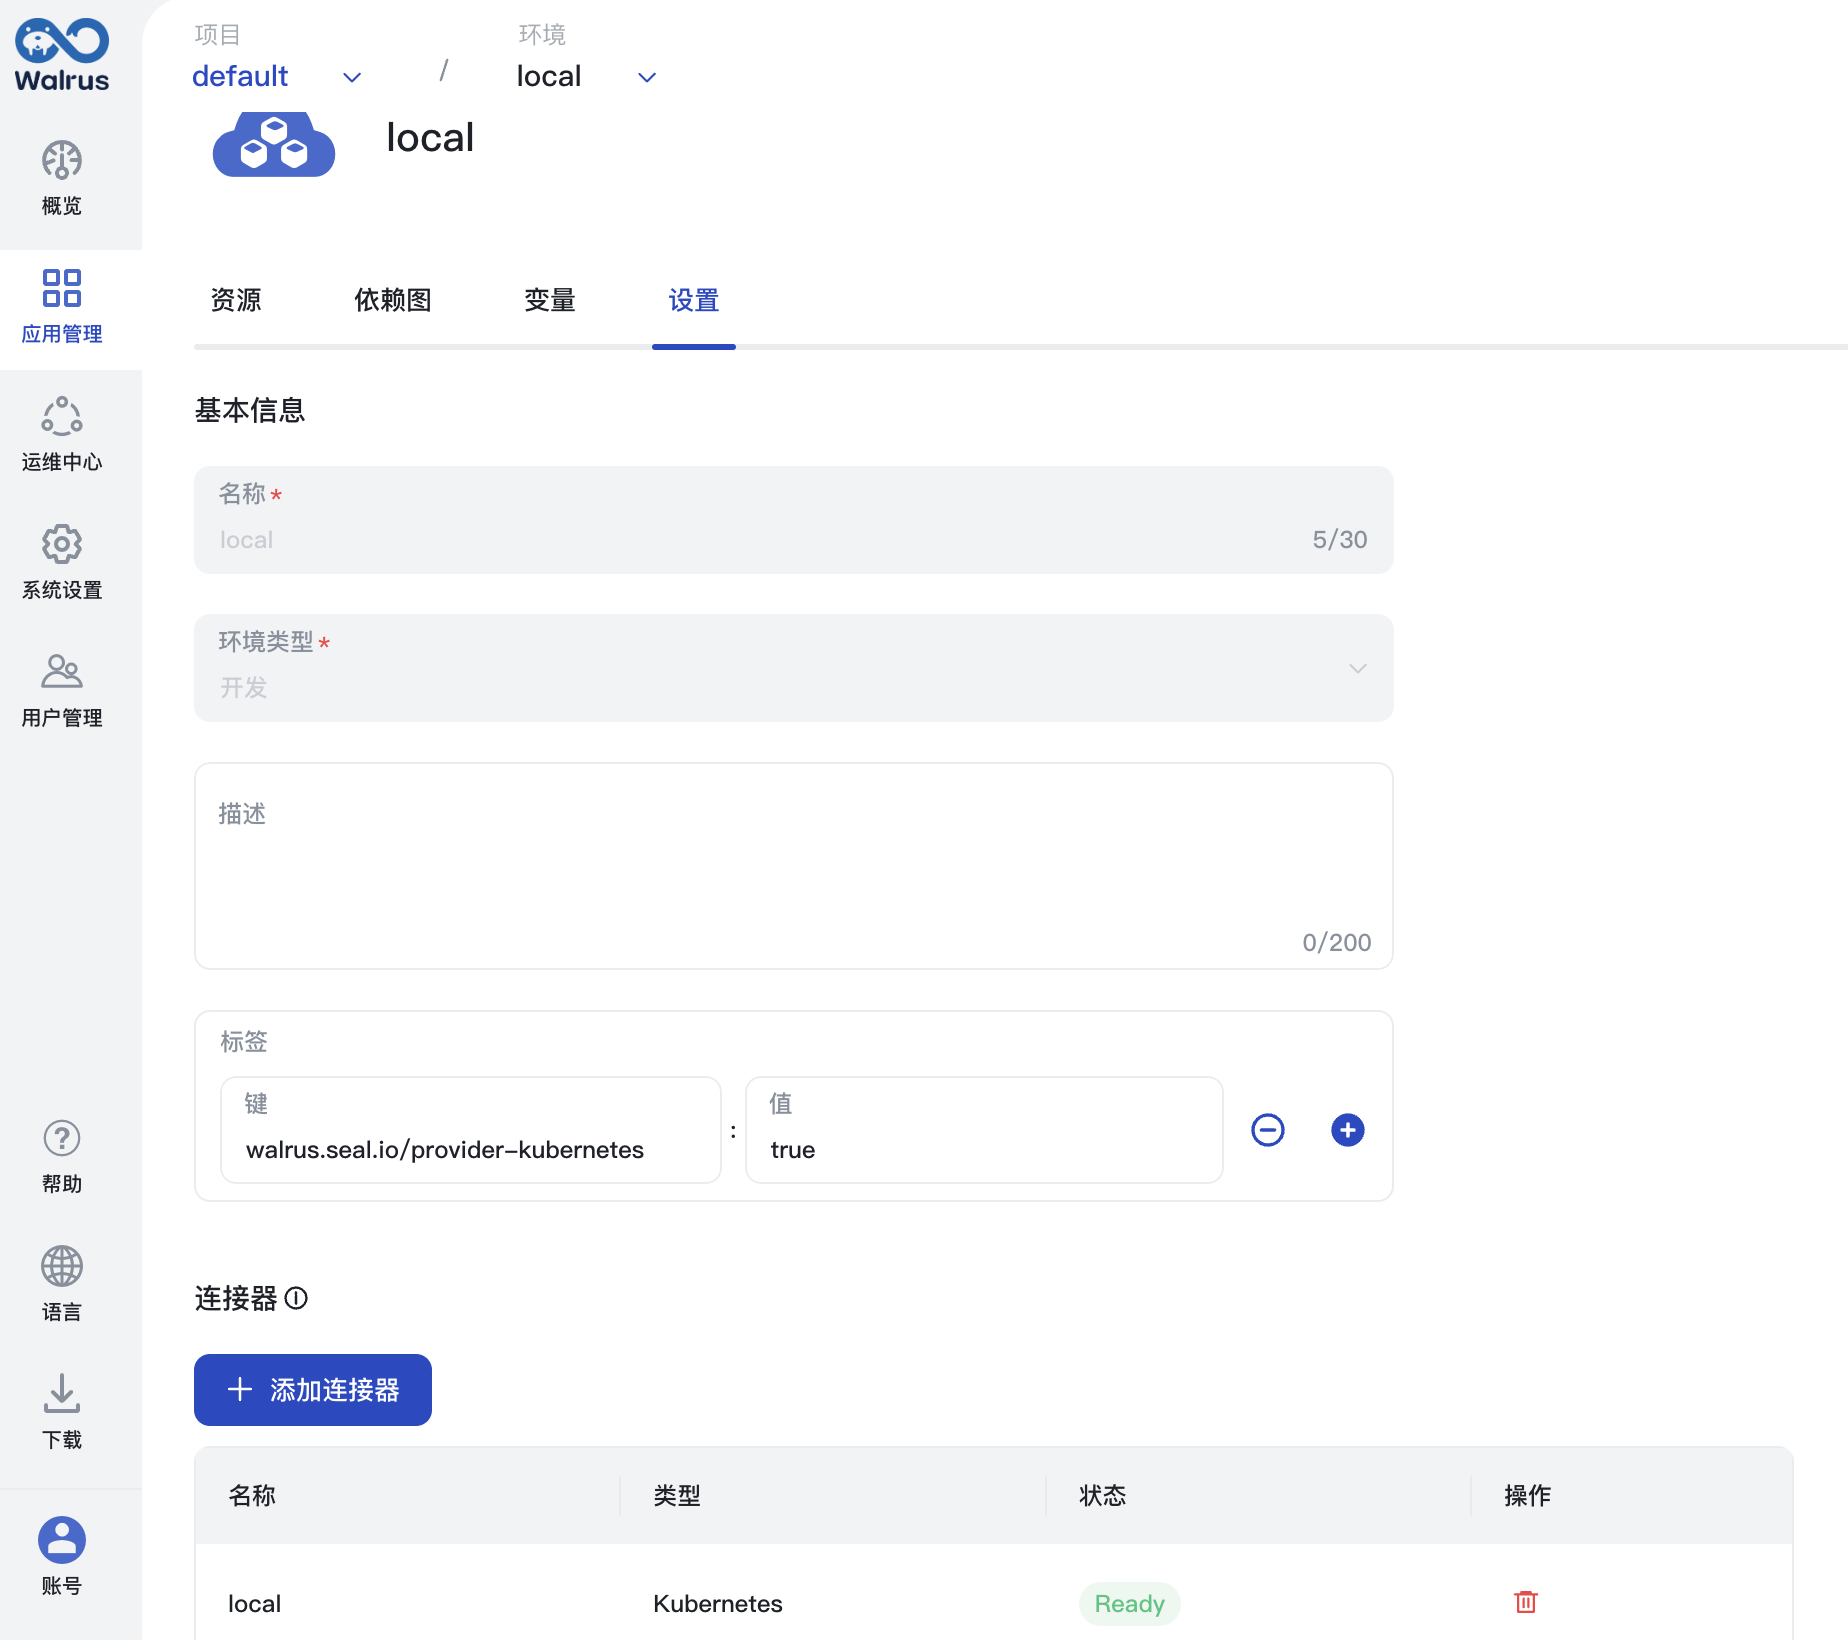 项目
环境
default
/
local
Walrus
local
概览
应用管理
运维中心
系统设置
用户管理
帮助
语言
下载
账号
资源
依赖图
变量
设置
基本信息
名称*
local
5/30
环境类型*
开发
描述
0/200
标签
键
walrus.seal.io/provider-kubernetes
:
值
true
连接器
添加连接器
名称
类型
状态
操作
local
Kubernetes
Ready